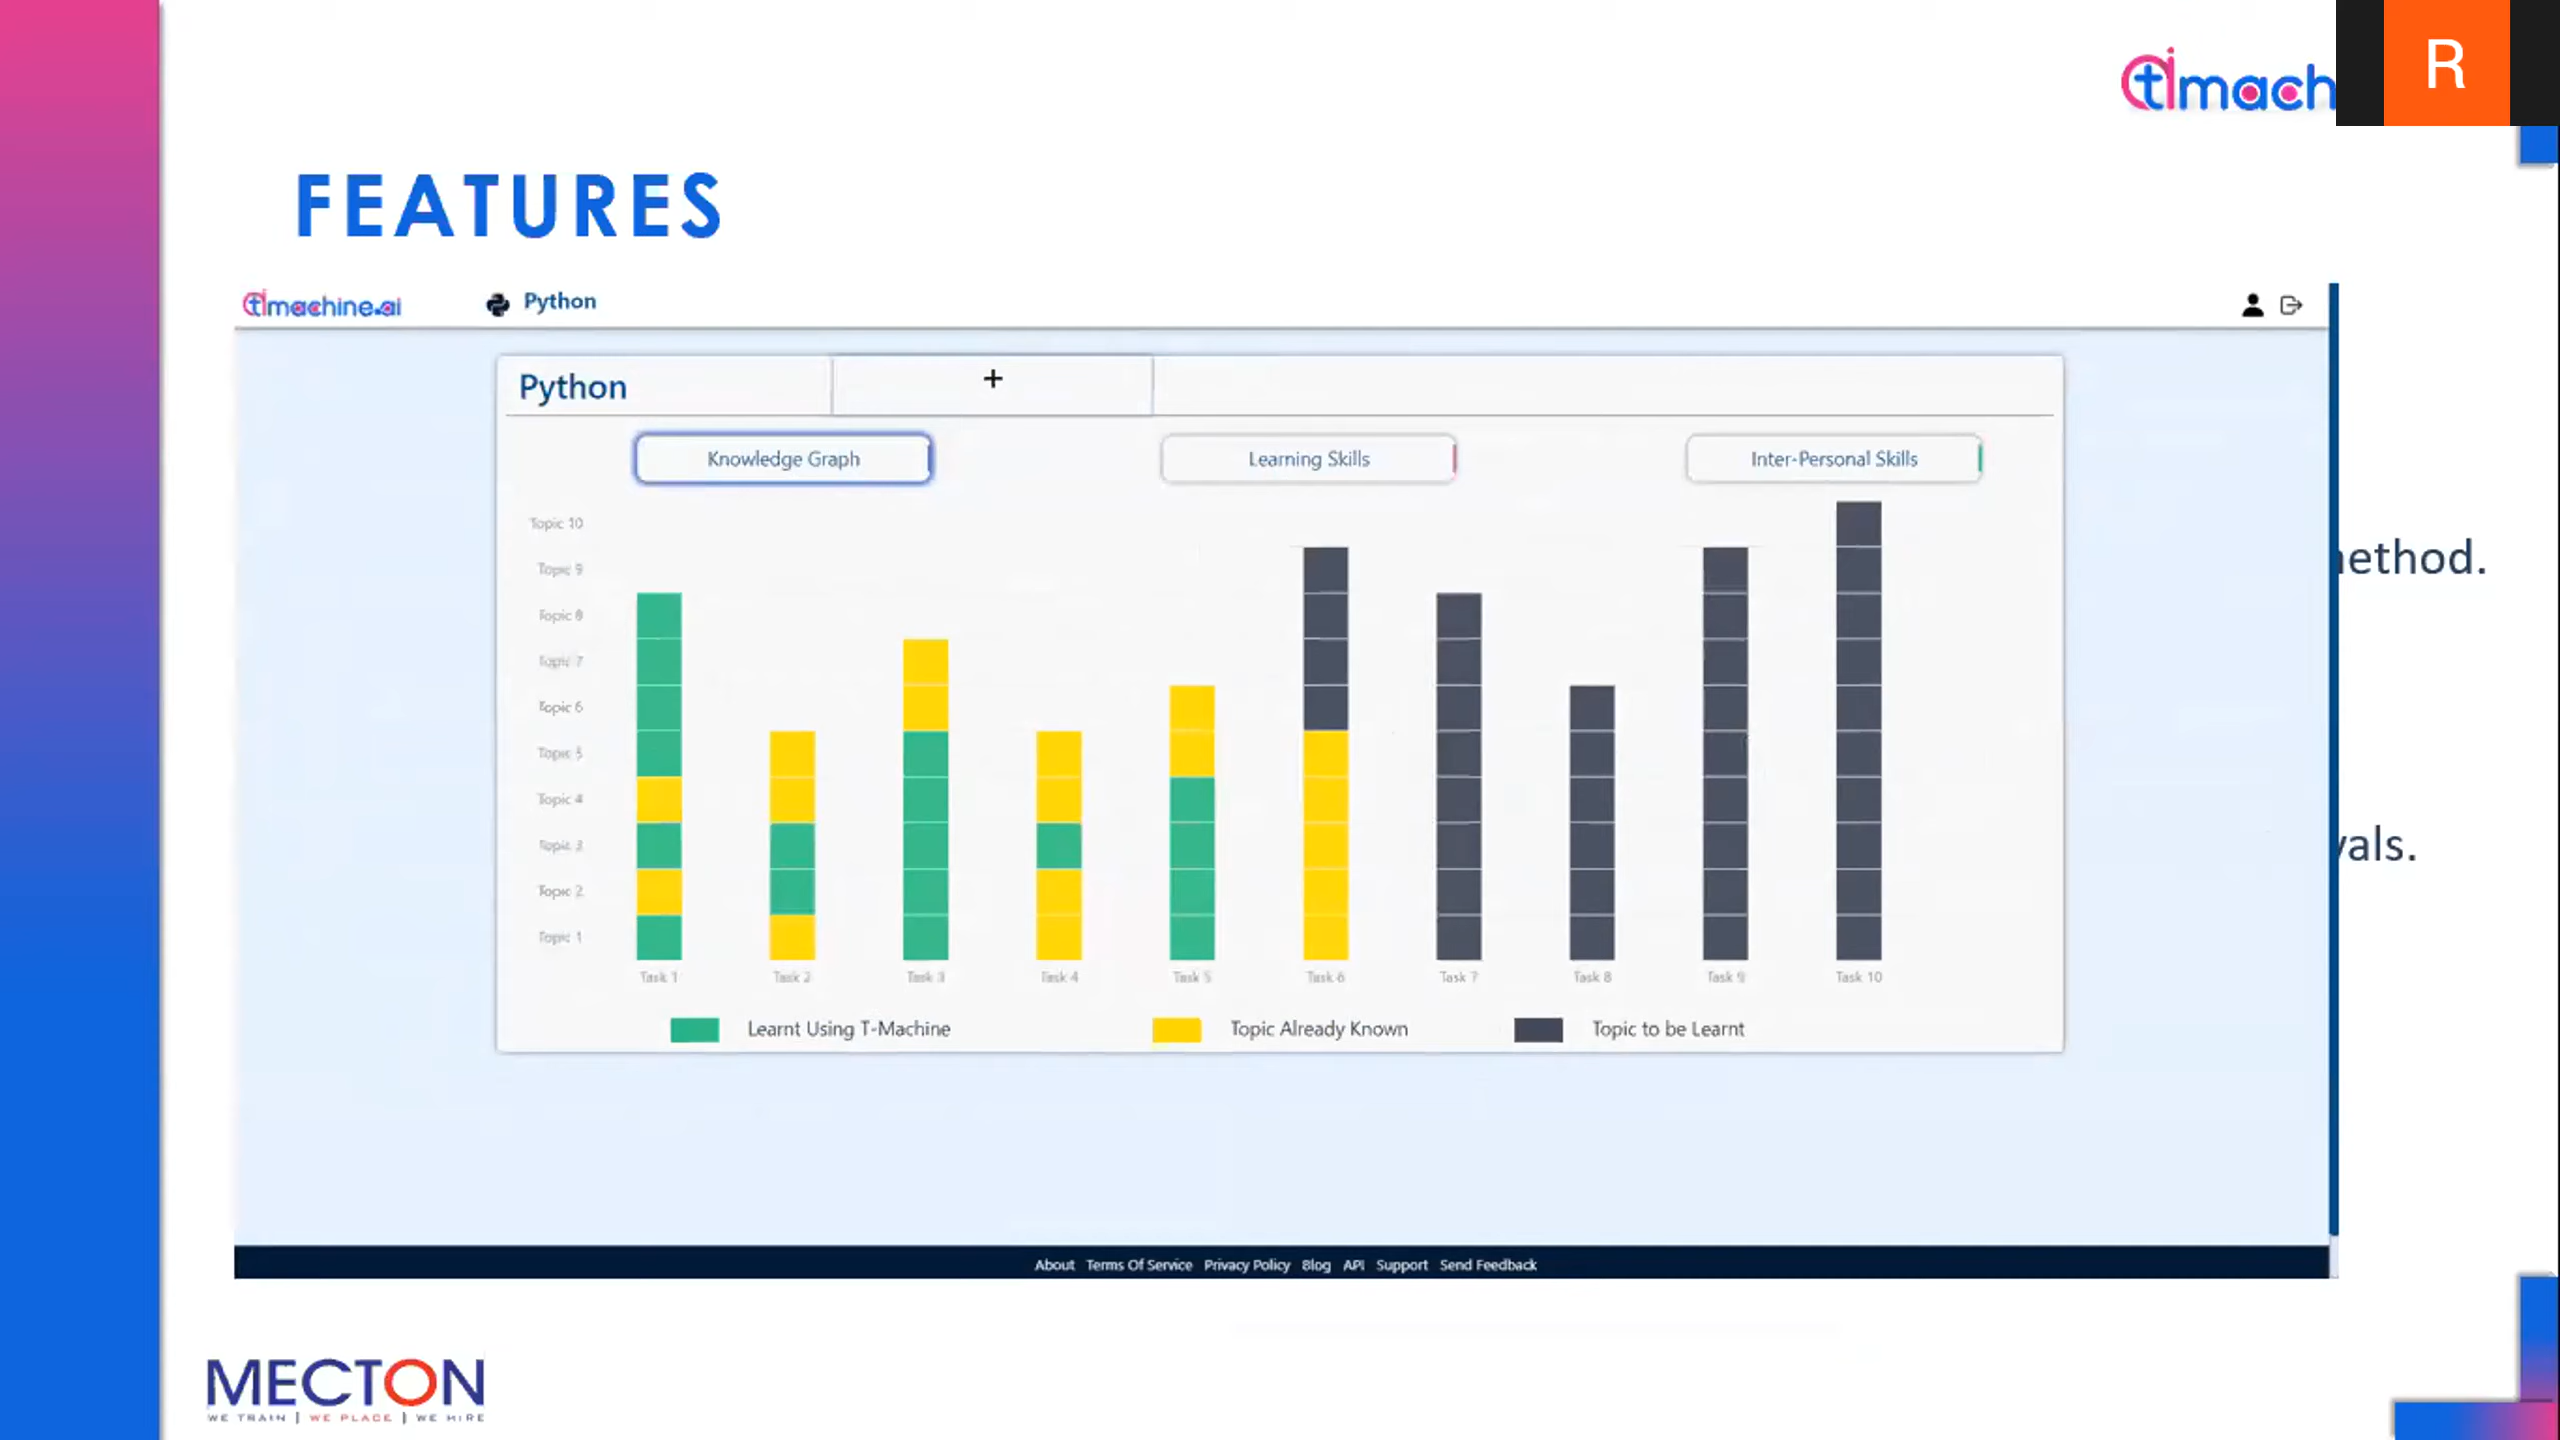 timach
R
FEATURES
timachine.ai
Python
Python
+
Knowledge Graph
Learning Skills
Inter-Personal Skills
Topic 10
Topic 9
Topic 8
Topic 7
Topic 6
Topic 5
Topic 4
Topic 3
Topic 2
Topic 1
Task 1
Task 2
Task 3
Task 4
Task 5
Task 6
Task 7
Task 8
Task 9
Task 10
Learnt Using T-Machine
Topic Already Known
Topic to be Learnt
ethod.
vals.
About Terms Of Service Privacy Policy Blog API Support Send Feedback
MECTON
WE TRAIN | WE PLACE | WE HIRE